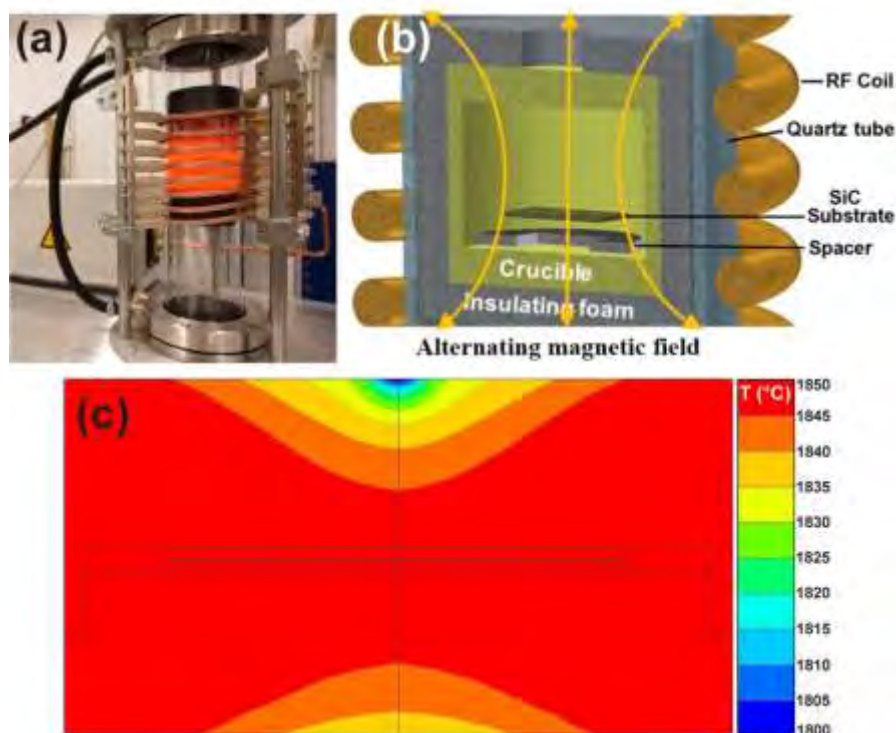 (a)
(b)
RF Coil
Quartz tube
SiC
Substrate
Spacer
Crucible
Insulating foam
Alternating magnetic field
(c)
T (°C)
1850
1845
1840
1835
1830
1825
1820
1815
1810
1805
1800